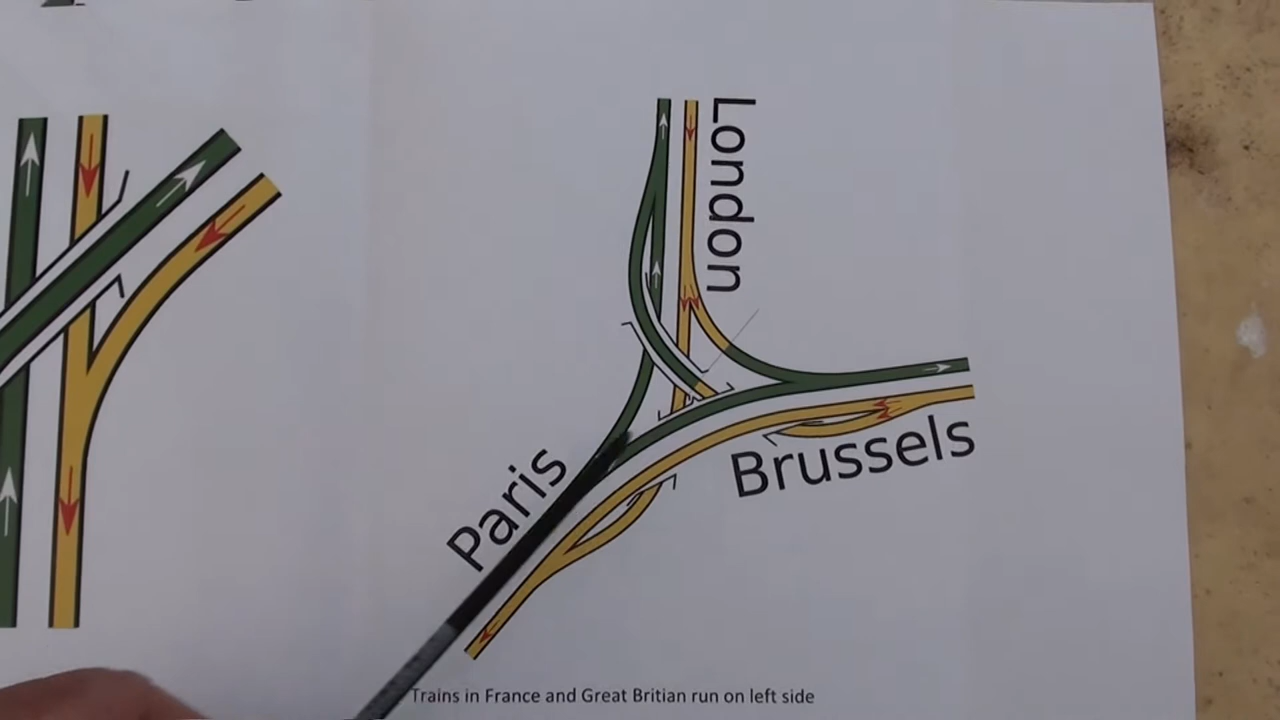 London
Brussels
Paris
Trains in France and Great Britian run on left side